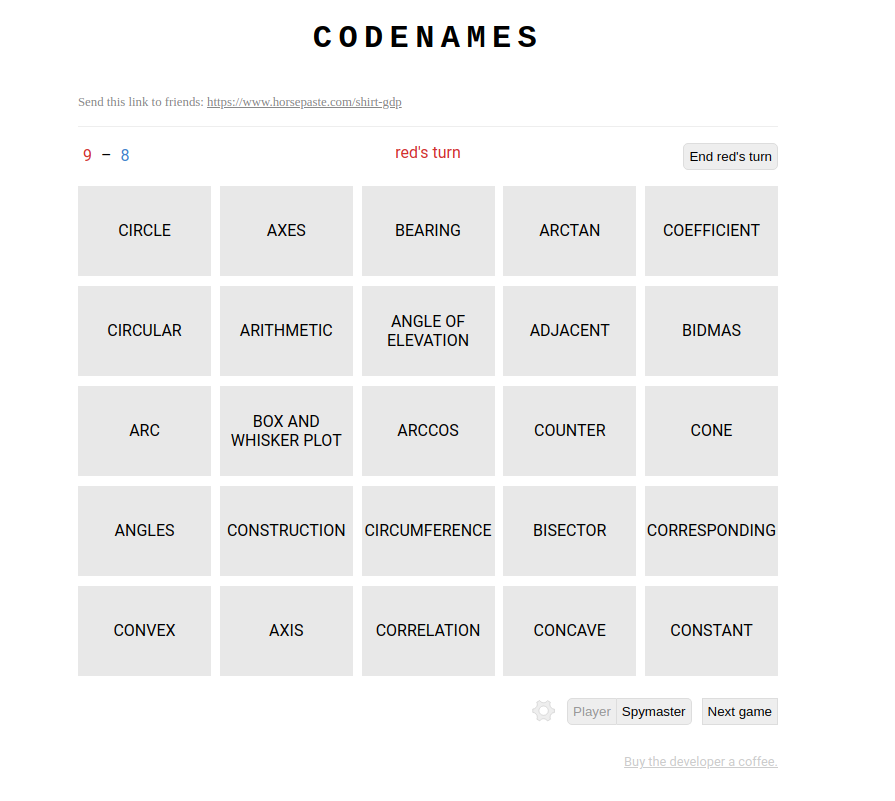 CODENAMES
Send this link to friends: https://www.horsepaste.com/shirt-gdp
9 – 8 red's turn End red's turn
CIRCLE AXES BEARING ARCTAN COEFFICIENT
CIRCULAR ARITHMETIC ANGLE OF ELEVATION ADJACENT BIDMAS
ARC BOX AND WHISKER PLOT ARCCOS COUNTER CONE
ANGLES CONSTRUCTION CIRCUMFERENCE BISECTOR CORRESPONDING
CONVEX AXIS CORRELATION CONCAVE CONSTANT
Player Spymaster Next game
Buy the developer a coffee.